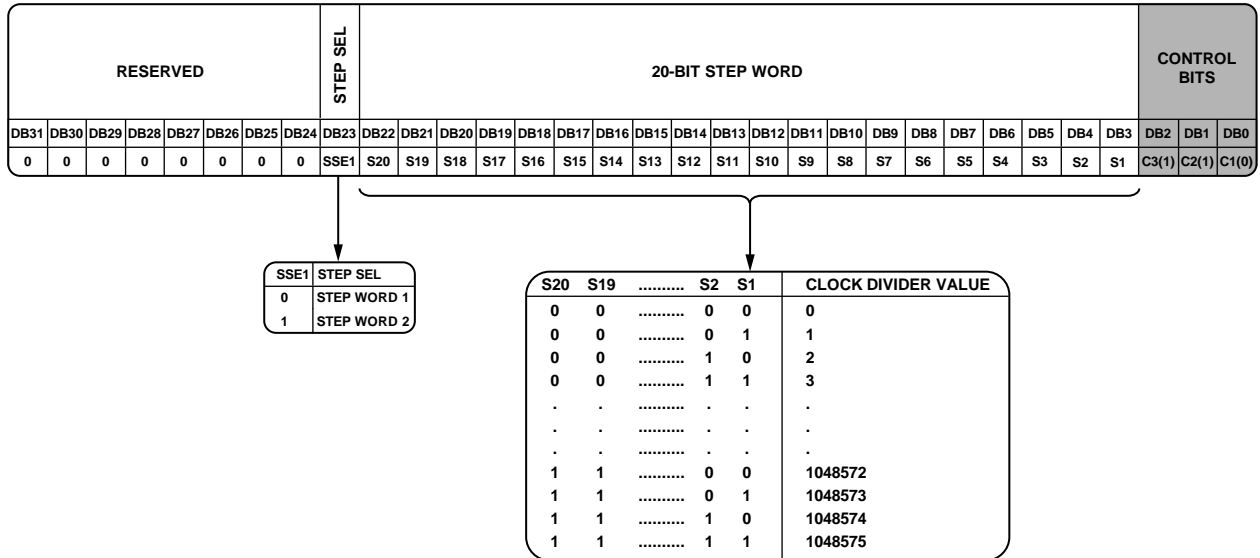 RESERVED
STEP SEL
20-BIT STEP WORD
CONTROL
BITS
DB31 DB30 DB29 DB28 DB27 DB26 DB25 DB24 DB23 DB22 DB21 DB20 DB19 DB18 DB17 DB16 DB15 DB14 DB13 DB12 DB11 DB10 DB9 DB8 DB7 DB6 DB5 DB4 DB3 DB2 DB1 DB0
0 0 0 0 0 0 0 0 SSE1 S20 S19 S18 S17 S16 S15 S14 S13 S12 S11 S10 S9 S8 S7 S6 S5 S4 S3 S2 S1 C3(1) C2(1) C1(0)
SSE1 STEP SEL
0 STEP WORD 1
1 STEP WORD 2
S20 S19 .......... S2 S1 CLOCK DIVIDER VALUE
0 0 .......... 0 0 0
0 0 .......... 0 1 1
0 0 .......... 1 0 2
0 0 .......... 1 1 3
. . .......... . . .
. . .......... . . .
. . .......... . . .
1 1 .......... 0 0 1048572
1 1 .......... 0 1 1048573
1 1 .......... 1 0 1048574
1 1 .......... 1 1 1048575